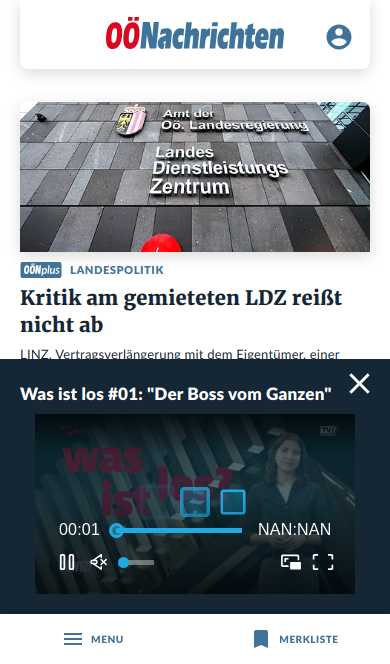 OÖNachrichten
Amt der
Oö. Landesregierung
Landes
Dienstleistungs
Zentrum
OÖNplus LANDESPOLITIK
Kritik am gemieteten LDZ reißt
nicht ab
LINZ. Vertragsverlängerung mit dem Eigentümer, einer
Was ist los #01: "Der Boss vom Ganzen"
was
ist los?
00:01 NAN:NAN
MENU MERKLISTE